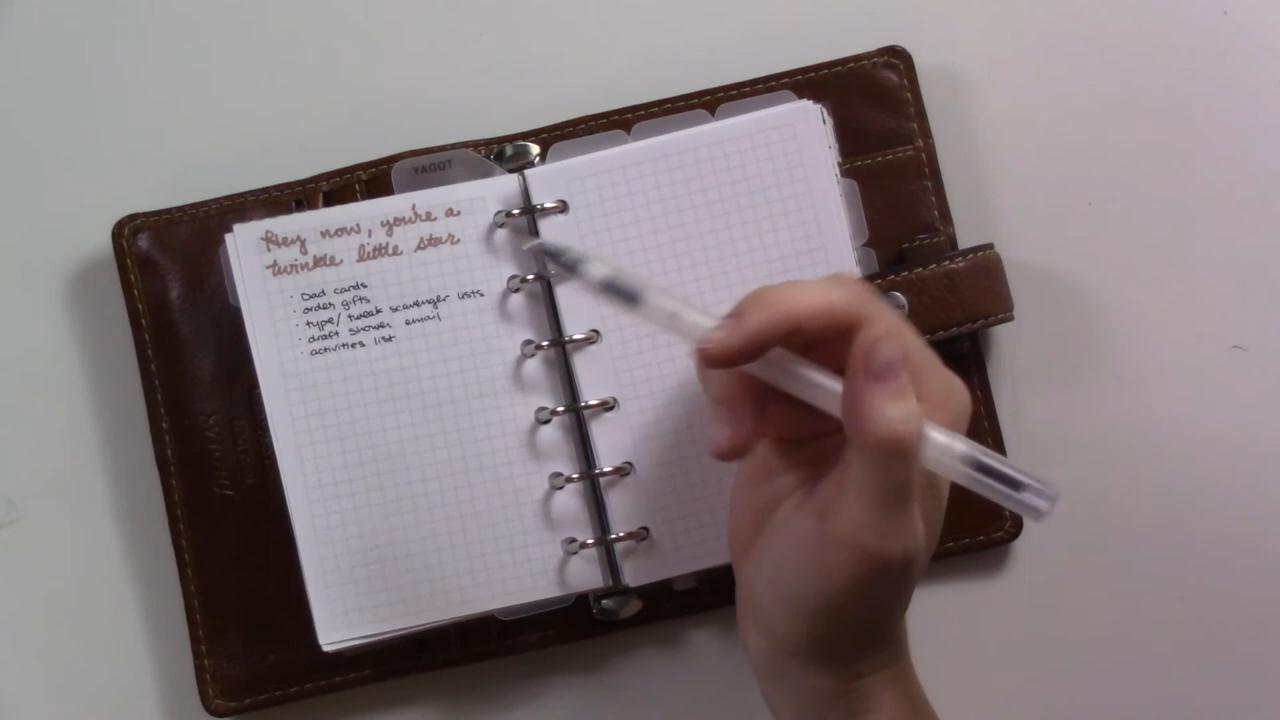 YAGOT
Hey now, you're a
twinkle little star
· Dad cards
· order gifts
· type/tweak scavenger lists
· draft shower email
· activities list